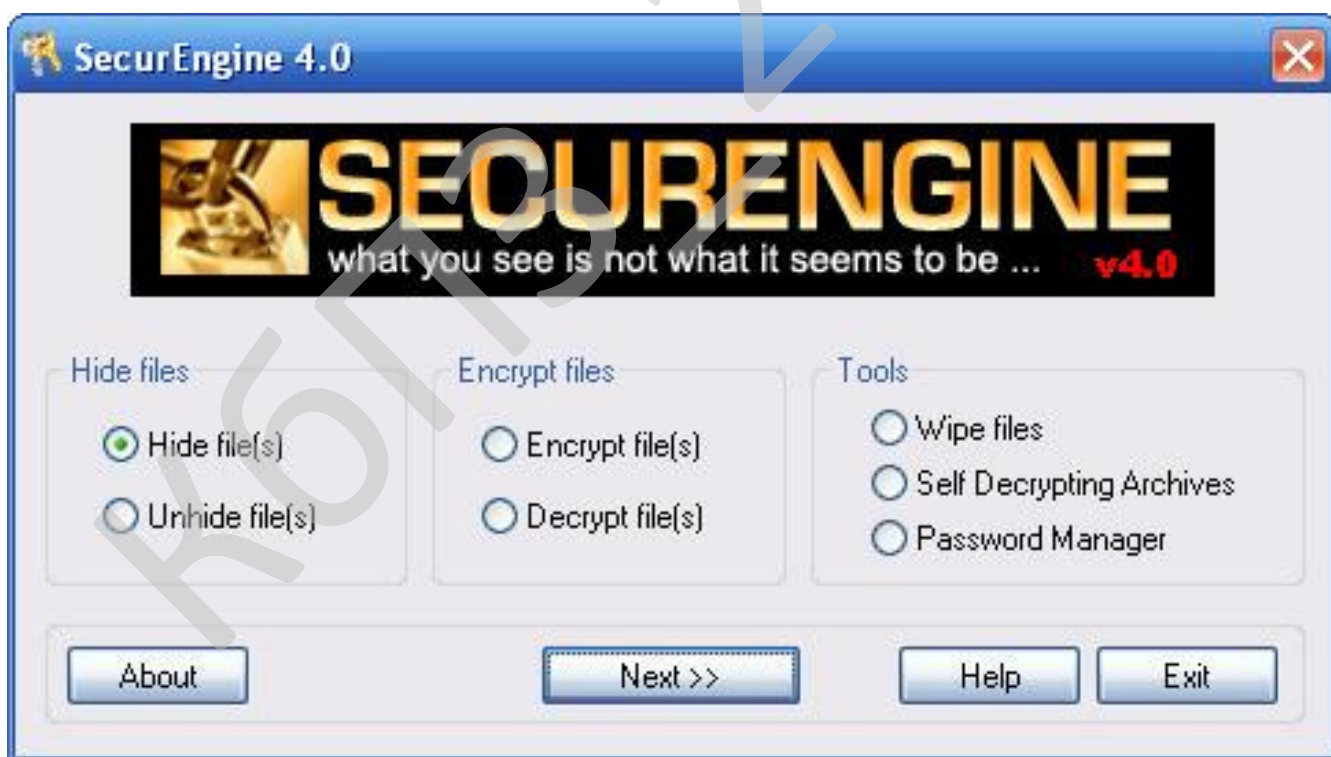 SecurEngine 4.0
SECURENGINE
what you see is not what it seems to be ... v4.0
Hide files
Hide file(s)
Unhide file(s)
Encrypt files
Encrypt file(s)
Decrypt file(s)
Tools
Wipe files
Self Decrypting Archives
Password Manager
About
Next >>
Help
Exit